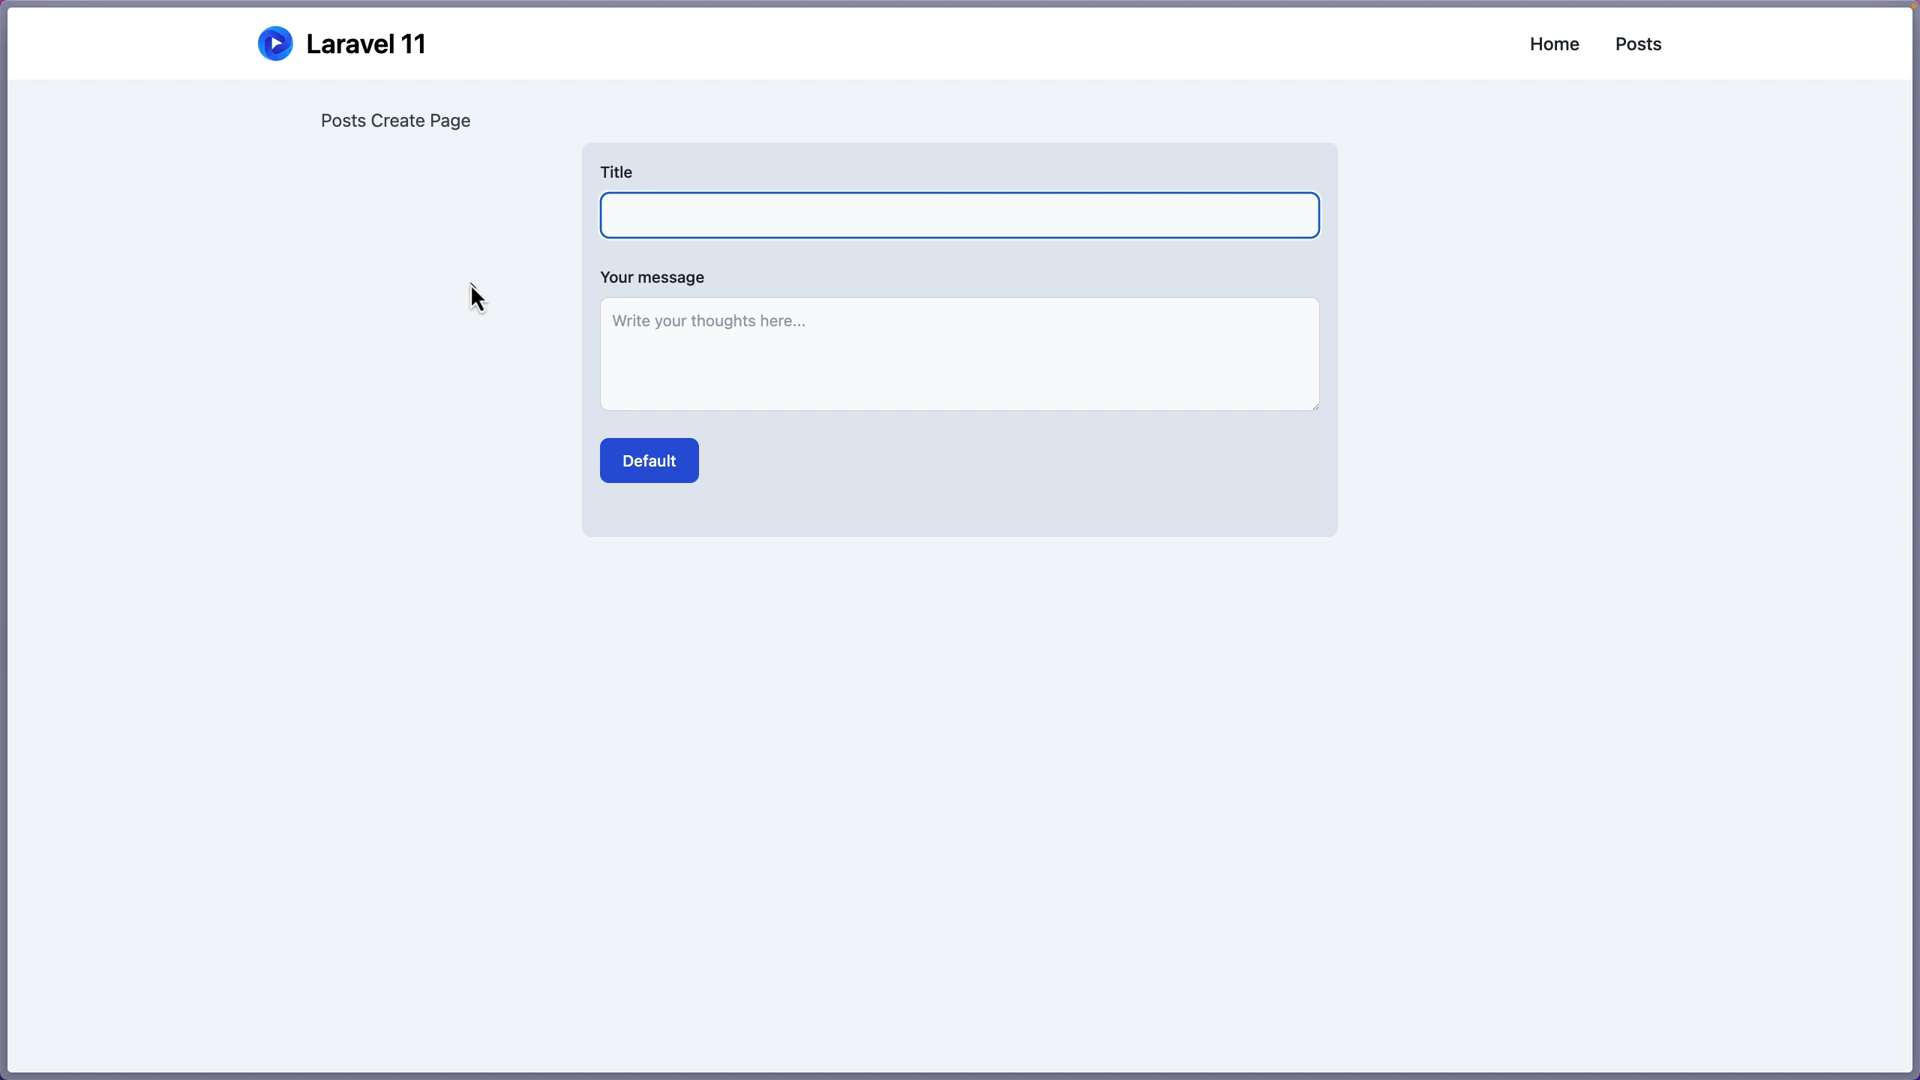 Laravel 11
Home
Posts
Posts Create Page
Title
Your message
Write your thoughts here...
Default